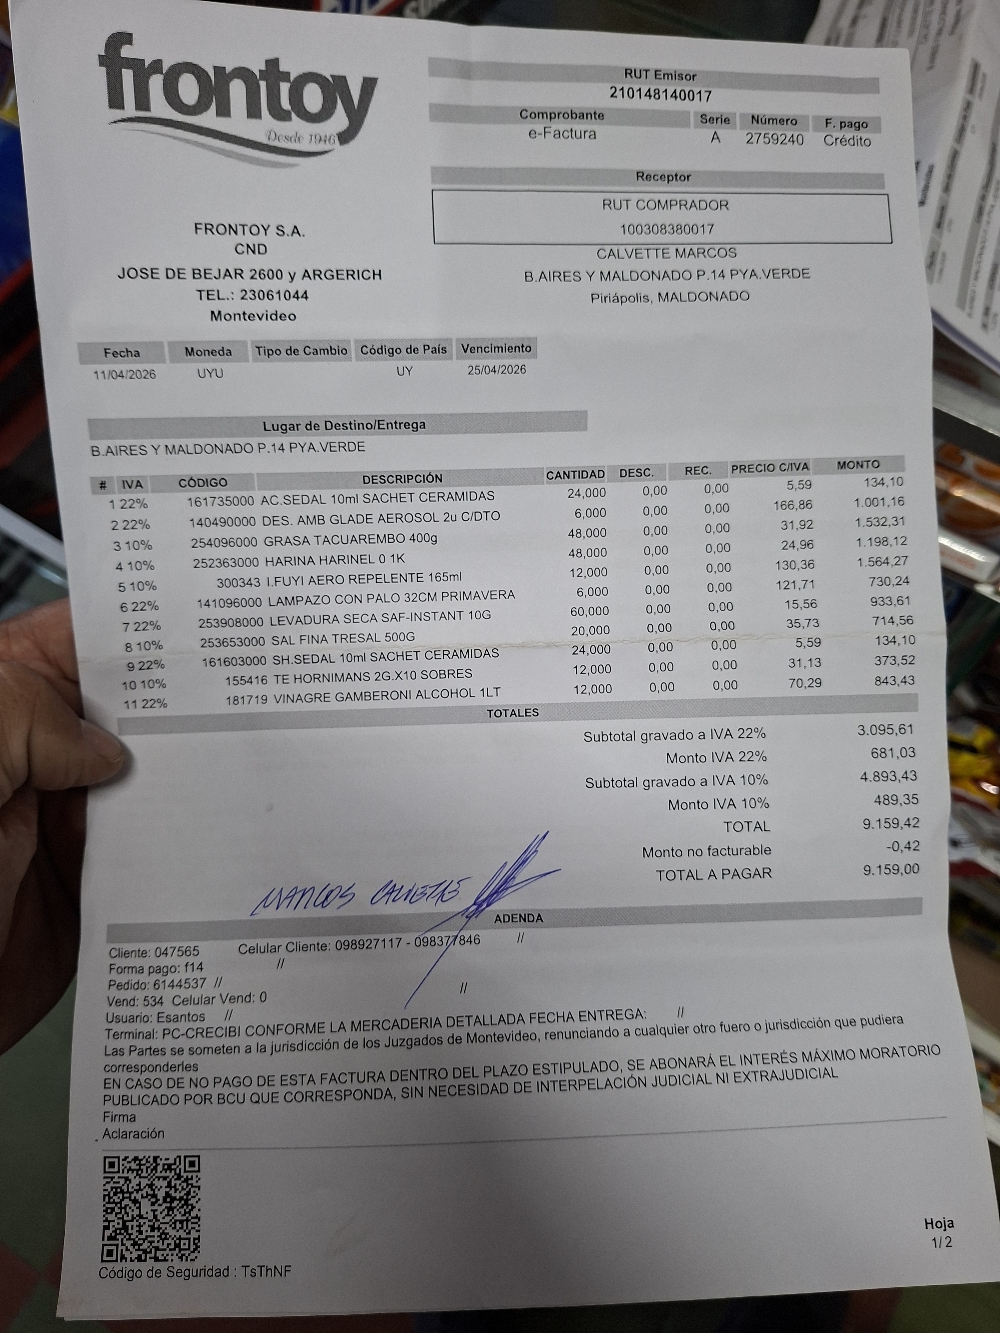 frontoy
Desde 1946
RUT Emisor
210148140017
Comprobante Serie Número F. pago
e-Factura A 2759240 Crédito
Receptor
RUT COMPRADOR
100308380017
CALVETTE MARCOS
B.AIRES Y MALDONADO P.14 PYA.VERDE
Piriápolis, MALDONADO
FRONTOY S.A.
CND
JOSE DE BEJAR 2600 y ARGERICH
TEL.: 23061044
Montevideo
Fecha Moneda Tipo de Cambio Código de País Vencimiento
11/04/2026 UYU UY 25/04/2026
Lugar de Destino/Entrega
B.AIRES Y MALDONADO P.14 PYA.VERDE
# IVA CÓDIGO DESCRIPCIÓN CANTIDAD DESC. REC. PRECIO C/IVA MONTO
1 22% 161735000 AC.SEDAL 10ml SACHET CERAMIDAS 24,000 0,00 0,00 5,59 134,10
2 22% 140490000 DES. AMB GLADE AEROSOL 2u C/DTO 6,000 0,00 0,00 166,86 1.001,16
3 10% 254096000 GRASA TACUAREMBO 400g 48,000 0,00 0,00 31,92 1.532,31
4 10% 252363000 HARINA HARINEL 0 1K 48,000 0,00 0,00 24,96 1.198,12
5 10% 300343 I.FUYI AERO REPELENTE 165ml 12,000 0,00 0,00 130,36 1.564,27
6 22% 141096000 LAMPAZO CON PALO 32CM PRIMAVERA 6,000 0,00 0,00 121,71 730,24
7 22% 253908000 LEVADURA SECA SAF-INSTANT 10G 60,000 0,00 0,00 15,56 933,61
8 10% 253653000 SAL FINA TRESAL 500G 20,000 0,00 0,00 35,73 714,56
9 22% 161603000 SH.SEDAL 10ml SACHET CERAMIDAS 24,000 0,00 0,00 5,59 134,10
10 10% 155416 TE HORNIMANS 2G.X10 SOBRES 12,000 0,00 0,00 31,13 373,52
11 22% 181719 VINAGRE GAMBERONI ALCOHOL 1LT 12,000 0,00 0,00 70,29 843,43
TOTALES
Subtotal gravado a IVA 22% 3.095,61
Monto IVA 22% 681,03
Subtotal gravado a IVA 10% 4.893,43
Monto IVA 10% 489,35
TOTAL 9.159,42
Monto no facturable -0,42
TOTAL A PAGAR 9.159,00
MARCOS CALVETTE
ADENDA
Cliente: 047565 Celular Cliente: 098927117 - 098377846 //
Forma pago: f14 //
Pedido: 6144537 // //
Vend: 534 Celular Vend: 0
Usuario: Esantos //
Terminal: PC-CRECIBI CONFORME LA MERCADERIA DETALLADA FECHA ENTREGA: //
Las Partes se someten a la jurisdicción de los Juzgados de Montevideo, renunciando a cualquier otro fuero o jurisdicción que pudiera
corresponderles
EN CASO DE NO PAGO DE ESTA FACTURA DENTRO DEL PLAZO ESTIPULADO, SE ABONARÁ EL INTERÉS MÁXIMO MORATORIO
PUBLICADO POR BCU QUE CORRESPONDA, SIN NECESIDAD DE INTERPELACIÓN JUDICIAL NI EXTRAJUDICIAL
Firma
Aclaración
Hoja
1/ 2
Código de Seguridad : TsThNF